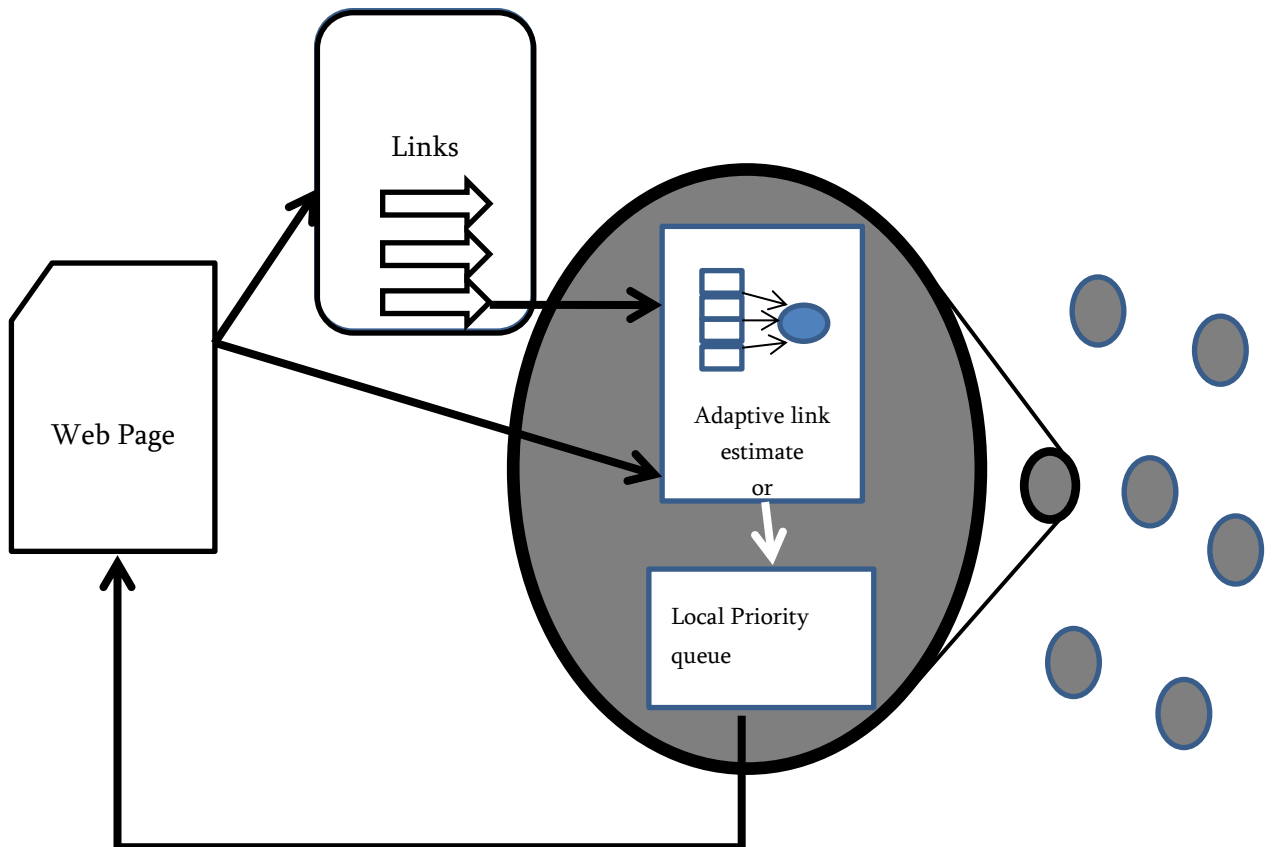 Links
Web Page
Adaptive link
estimate
or
Local Priority
queue